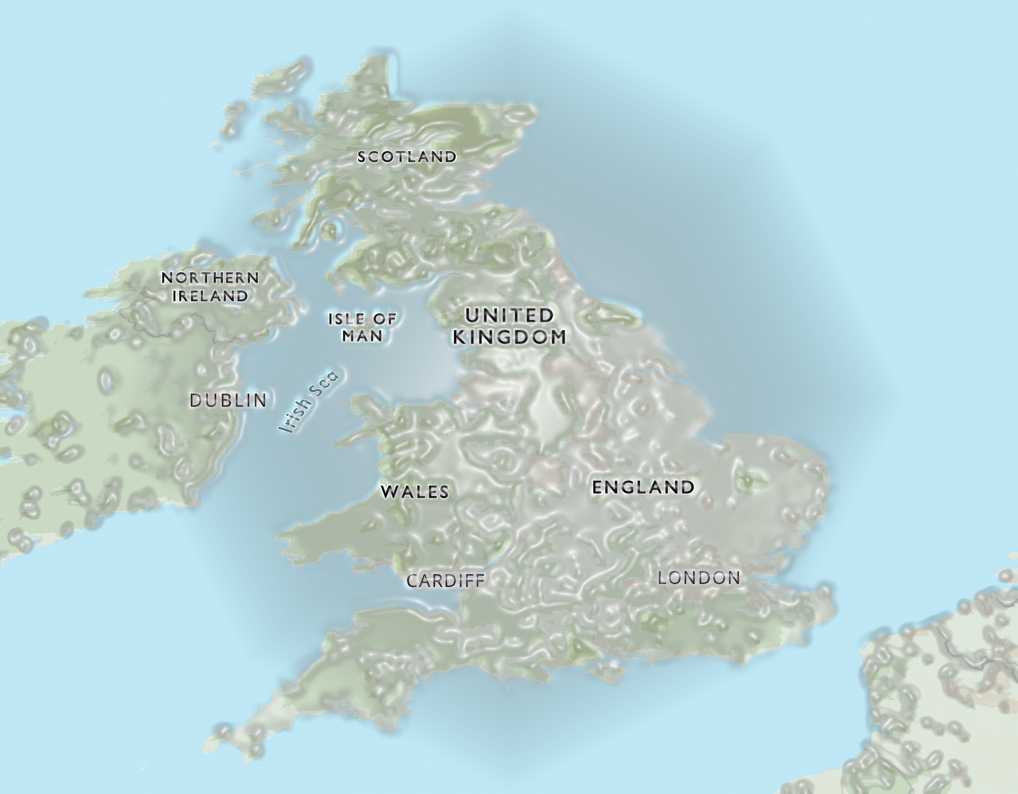 SCOTLAND
NORTHERN
IRELAND
ISLE OF
MAN
UNITED
KINGDOM
Irish Sea
DUBLIN
WALES
ENGLAND
CARDIFF
LONDON